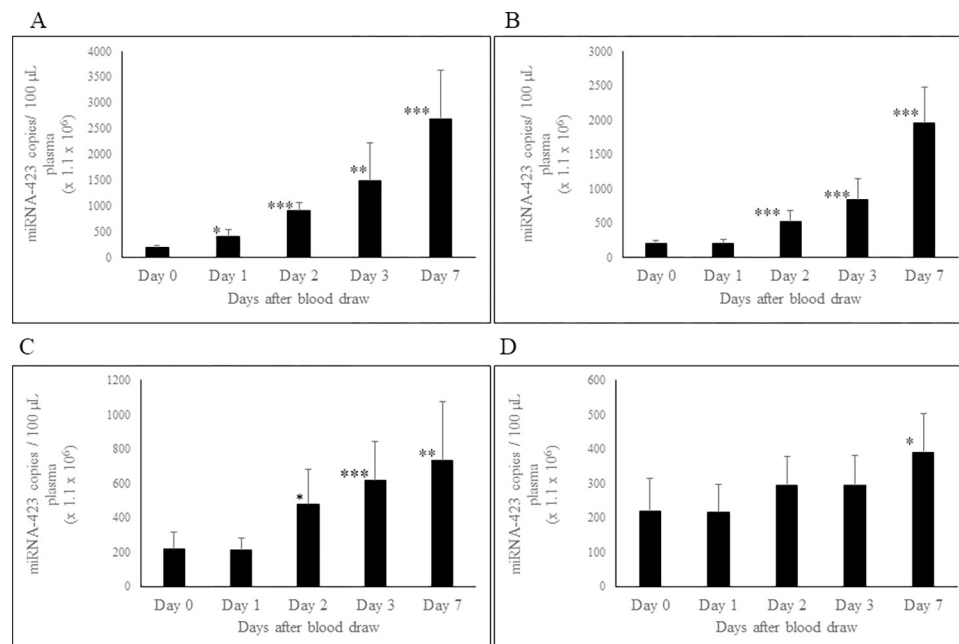 A
miRNA-423 copies/ 100 µL
plasma
(x 1.1 x 10⁶)
4000
3500
3000
2500
2000
1500
1000
500
0
*
***
**
***
Day 0 Day 1 Day 2 Day 3 Day 7
Days after blood draw
B
miRNA-423 copies / 100 µL
plasma
(x 1.1 x 10⁶)
3000
2500
2000
1500
1000
500
0
***
***
***
Day 0 Day 1 Day 2 Day 3 Day 7
Days after blood draw
C
miRNA-423 copies / 100 µL
plasma
(x 1.1 x 10⁶)
1200
1000
800
600
400
200
0
*
***
**
Day 0 Day 1 Day 2 Day 3 Day 7
Days after blood draw
D
miRNA-423 copies / 100 µL
plasma
(x 1.1 x 10⁶)
600
500
400
300
200
100
0
*
Day 0 Day 1 Day 2 Day 3 Day 7
Days after blood draw